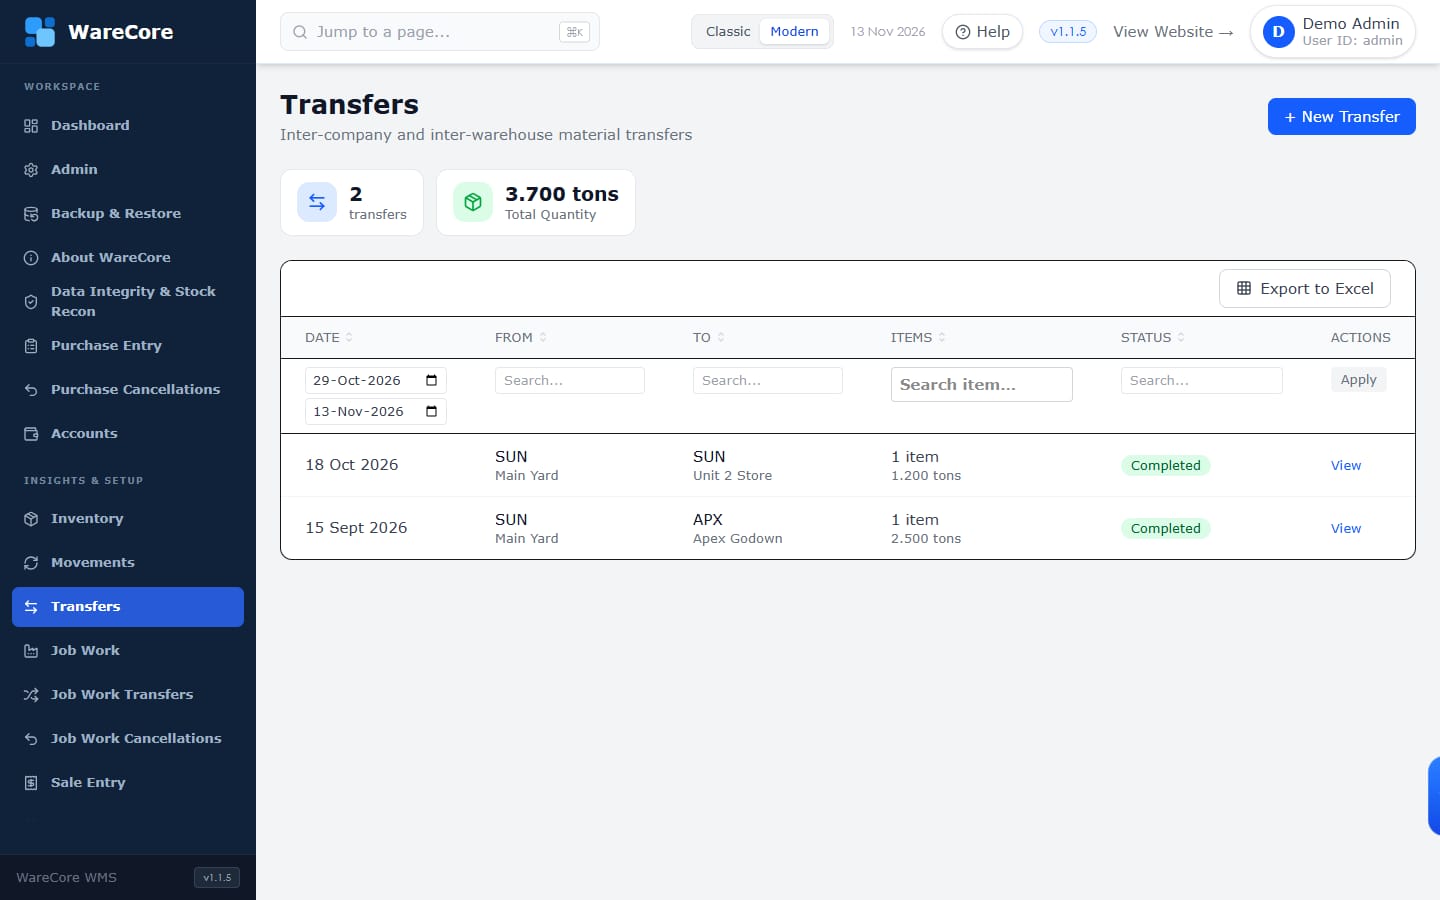 WareCore
Jump to a page...
⌘K
Classic
Modern
13 Nov 2026
Help
v1.1.5
View Website →
D
Demo Admin
User ID: admin
WORKSPACE
Dashboard
Admin
Backup & Restore
About WareCore
Data Integrity & Stock
Recon
Purchase Entry
Purchase Cancellations
Accounts
INSIGHTS & SETUP
Inventory
Movements
Transfers
Job Work
Job Work Transfers
Job Work Cancellations
Sale Entry
WareCore WMS
v1.1.5
Transfers
Inter-company and inter-warehouse material transfers
+ New Transfer
2
transfers
3.700 tons
Total Quantity
Export to Excel
DATE FROM TO ITEMS STATUS ACTIONS
29-Oct-2026 Search... Search... Search item... Search... Apply
13-Nov-2026
18 Oct 2026 SUN SUN 1 item Completed View
Main Yard Unit 2 Store 1.200 tons
15 Sept 2026 SUN APX 1 item Completed View
Main Yard Apex Godown 2.500 tons